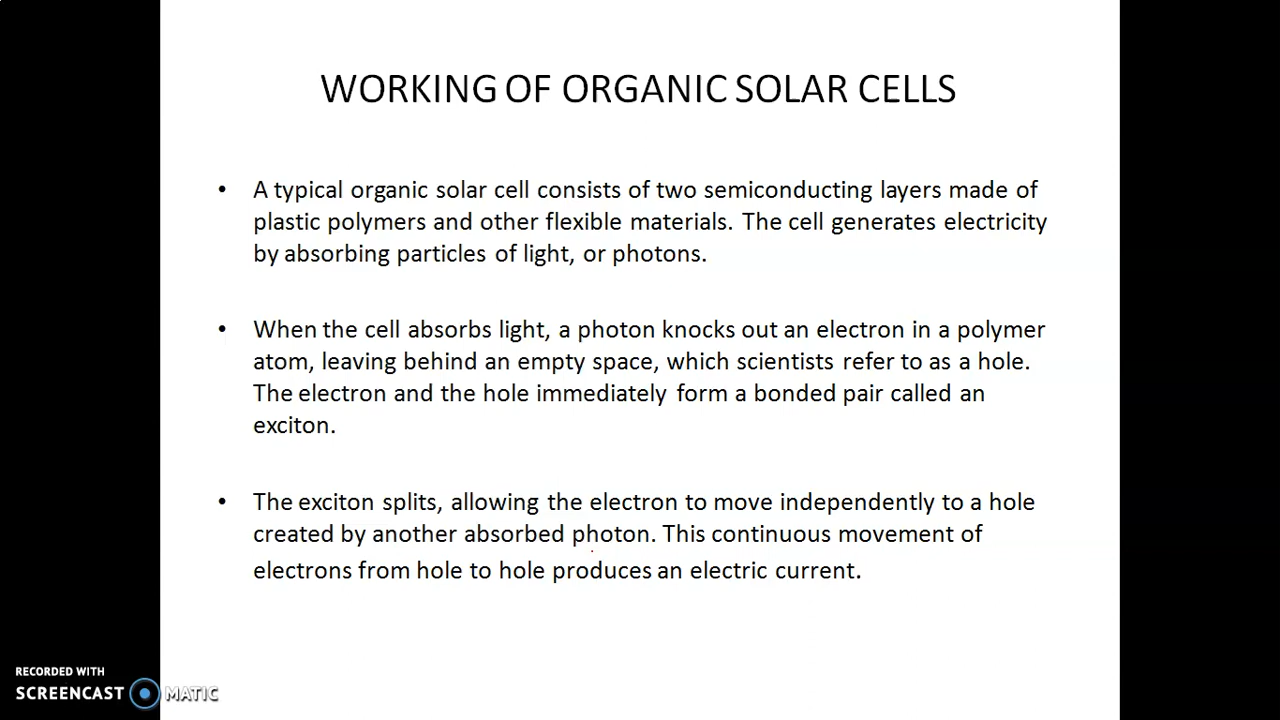 WORKING OF ORGANIC SOLAR CELLS
• A typical organic solar cell consists of two semiconducting layers made of
plastic polymers and other flexible materials. The cell generates electricity
by absorbing particles of light, or photons.
• When the cell absorbs light, a photon knocks out an electron in a polymer
atom, leaving behind an empty space, which scientists refer to as a hole.
The electron and the hole immediately form a bonded pair called an
exciton.
• The exciton splits, allowing the electron to move independently to a hole
created by another absorbed photon. This continuous movement of
electrons from hole to hole produces an electric current.
RECORDED WITH
SCREENCAST MATIC